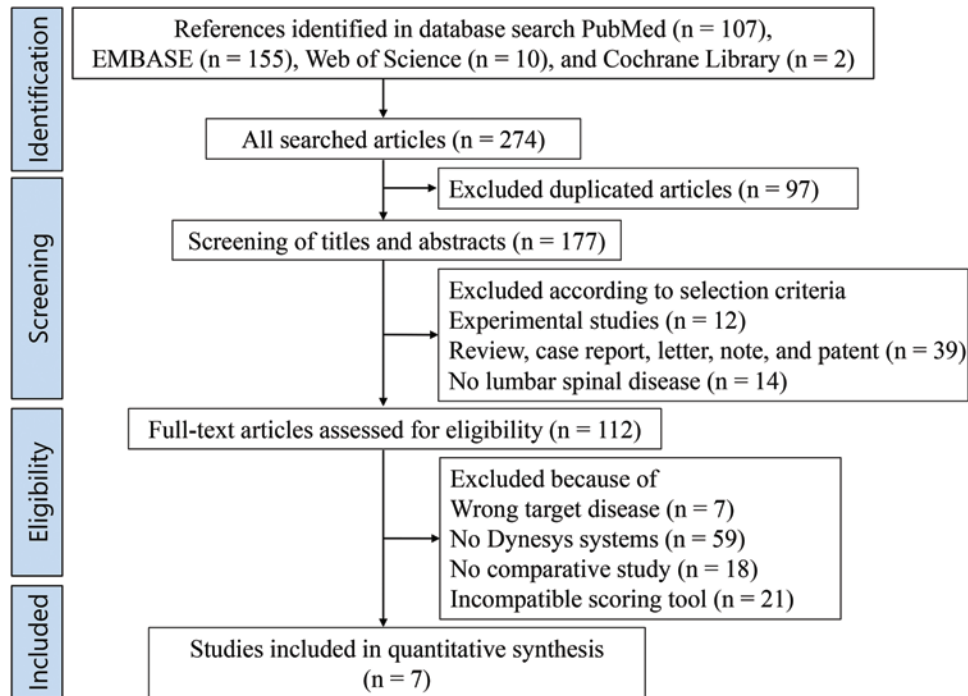 Identification
References identified in database search PubMed (n = 107),
EMBASE (n = 155), Web of Science (n = 10), and Cochrane Library (n = 2)
All searched articles (n = 274)
Screening
Excluded duplicated articles (n = 97)
Screening of titles and abstracts (n = 177)
Excluded according to selection criteria
Experimental studies (n = 12)
Review, case report, letter, note, and patent (n = 39)
No lumbar spinal disease (n = 14)
Eligibility
Full-text articles assessed for eligibility (n = 112)
Excluded because of
Wrong target disease (n = 7)
No Dynesys systems (n = 59)
No comparative study (n = 18)
Incompatible scoring tool (n = 21)
Included
Studies included in quantitative synthesis
(n = 7)